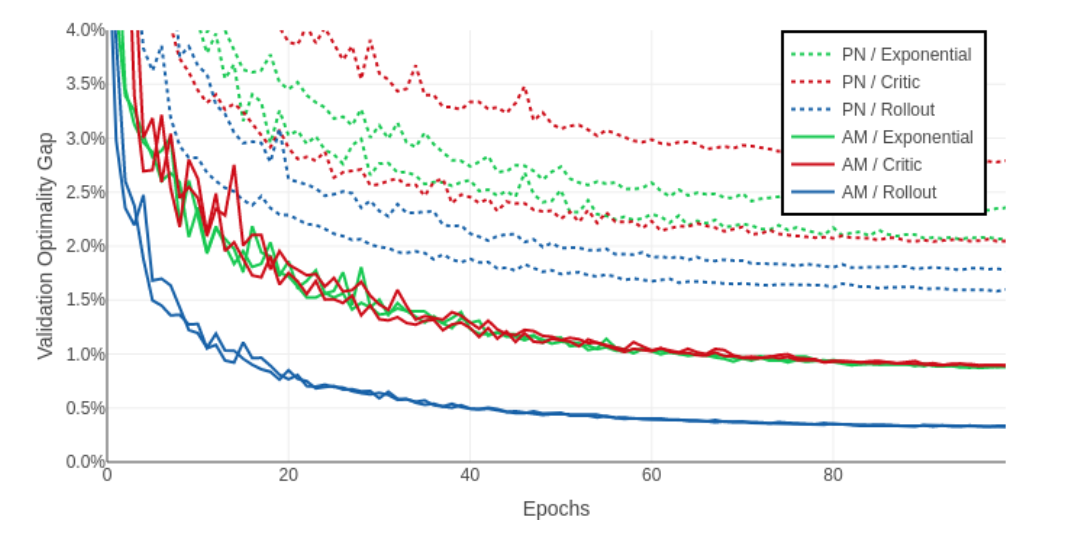 4.0%
3.5%
3.0%
2.5%
2.0%
1.5%
1.0%
0.5%
0.0%
Validation Optimality Gap
0 20 40 60 80
Epochs
PN / Exponential
PN / Critic
PN / Rollout
AM / Exponential
AM / Critic
AM / Rollout